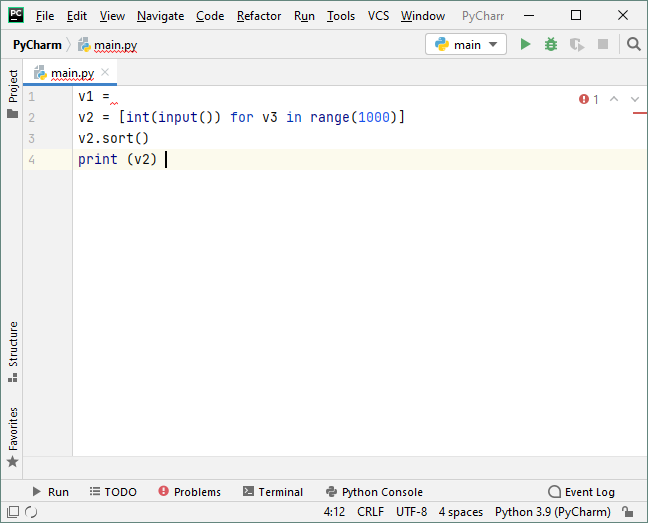 PC File Edit View Navigate Code Refactor Run Tools VCS Window PyCharr
PyCharm main.py main
Project
main.py
1 v1 = 1
2 v2 = [int(input()) for v3 in range(1000)]
3 v2.sort()
4 print (v2)
Structure
Favorites
Run TODO Problems Terminal Python Console Event Log
4:12 CRLF UTF-8 4 spaces Python 3.9 (PyCharm)